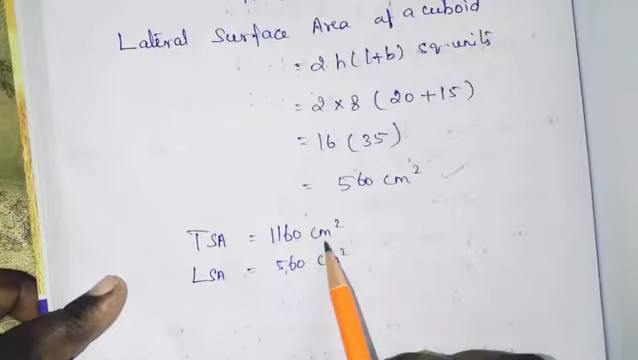 Lateral Surface Area of a cuboid
= 2h(l+b) sq.units
= 2 × 8 (20+15)
= 16 (35)
= 560 cm²
TSA = 1160 cm²
LSA = 560 cm²